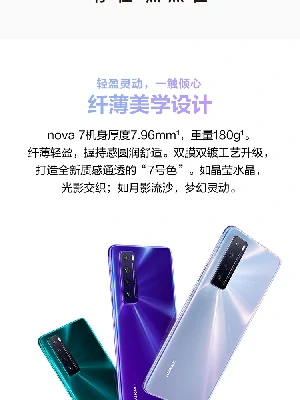 轻盈灵动，一触倾心
纤薄美学设计
nova 7机身厚度7.96mm¹，重量180g¹。
纤薄轻盈，握持感圆润舒适。双膜双镀工艺升级，
打造全新质感通透的“7号色”。如晶莹水晶，
光影交织；如月影流沙，梦幻灵动。